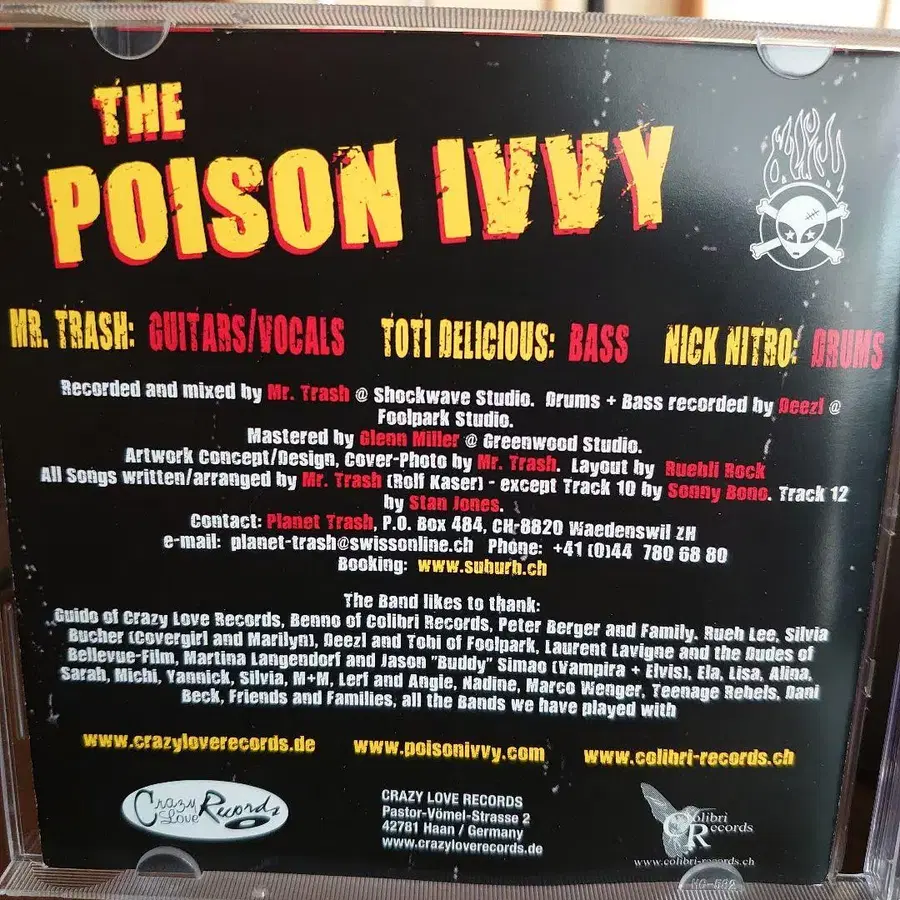 THE
POISON IVVY
MR. TRASH: GUITARS/VOCALS TOTI DELICIOUS: BASS NICK NITRO: DRUMS
Recorded and mixed by Mr. Trash @ Shockwave Studio. Drums + Bass recorded by Deezl @
Foolpark Studio.
Mastered by Glenn Miller @ Greenwood Studio.
Artwork Concept/Design, Cover-Photo by Mr. Trash. Layout by Ruehli Rock
All Songs written/arranged by Mr. Trash (Rolf Kaser) - except Track 10 by Sonny Bono. Track 12
by Stan Jones.
Contact: Planet Trash, P.O. Box 484, CH-8820 Waedenswil ZH
e-mail: planet-trash@swissonline.ch Phone: +41 (0)44 780 68 80
Booking: www.suburb.ch
The Band likes to thank:
Guido of Crazy Love Records, Benno of Colibri Records, Peter Berger and Family. Rueh Lee, Silvia
Bucher (Covergirl and Marilyn), Deezl and Tobi of Foolpark, Laurent Lavigne and the Dudes of
Bellevue-Film, Martina Langendorf and Jason "Buddy" Simao (Vampira + Elvis), Ela, Lisa, Alina,
Sarah, Michi, Yannick, Silvia, M+M, Lerf and Angie, Nadine, Marco Wenger, Teenage Rebels, Dani
Beck, Friends and Families, all the Bands we have played with
www.crazyloverecords.de www.poisonivvy.com www.colibri-records.ch
Crazy Love Records
CRAZY LOVE RECORDS
Pastor-Vömel-Strasse 2
42781 Haan / Germany
www.crazyloverecords.de
Colibri
Records
www.colibri-records.ch